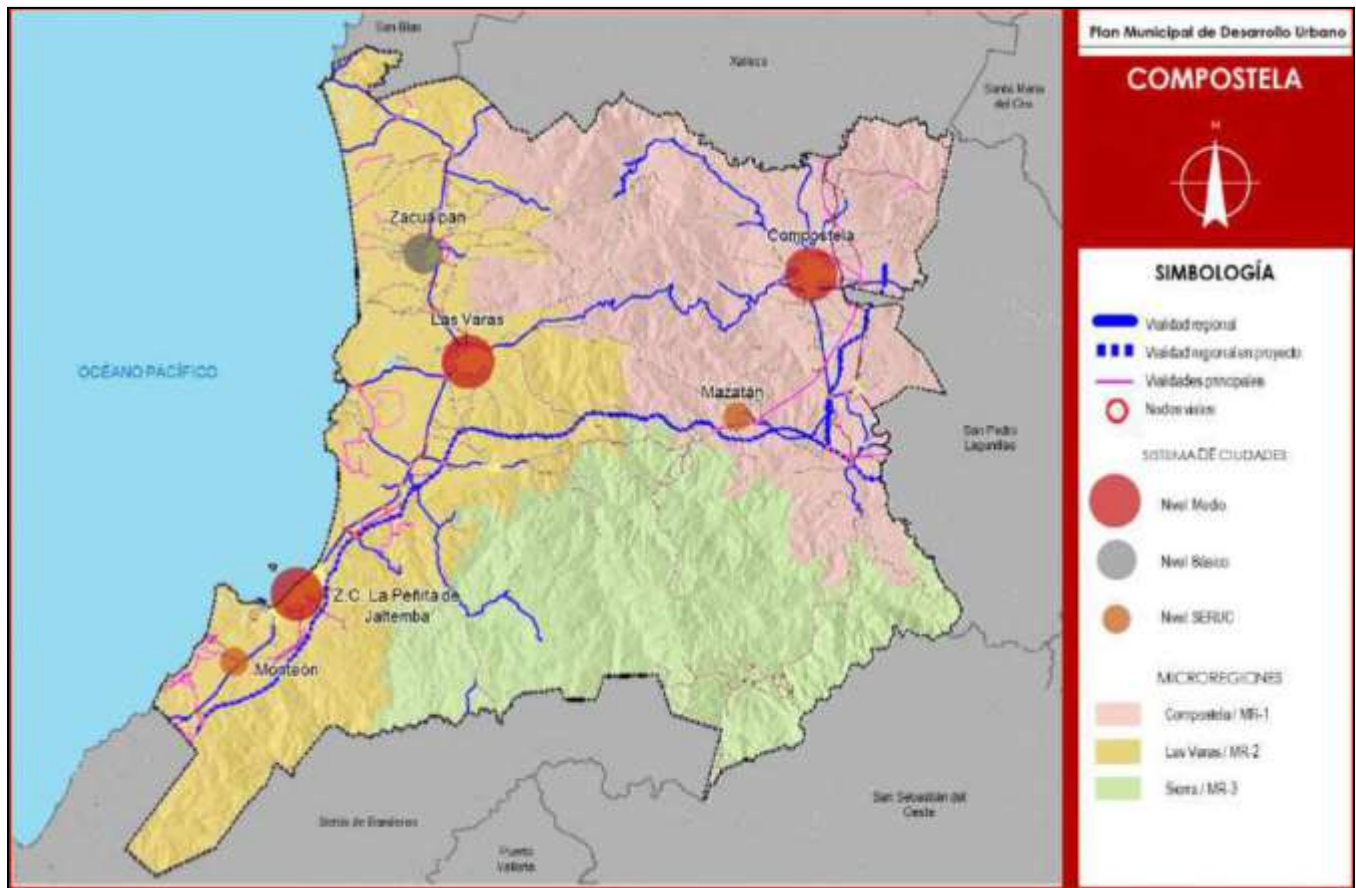 San Blas
Xalisco
Santa María
del Oro
Zacualpan
Compostela
Las Varas
OCÉANO PACÍFICO
Mazatán
San Pedro
Lagunillas
Z.C. La Peñita de
Jaltemba
Monteón
San Sebastián del
Oeste
Bahía de Banderas
Puerto
Vallarta
Plan Municipal de Desarrollo Urbano
COMPOSTELA
N
SIMBOLOGÍA
Vialidad regional
Vialidad regional en proyecto
Vialidades principales
Nodos viales
SISTEMA DE CIUDADES
Nivel Medio
Nivel Básico
Nivel SERUC
MICROREGIONES
Compostela / MR-1
Las Varas / MR-2
Sierra / MR-3